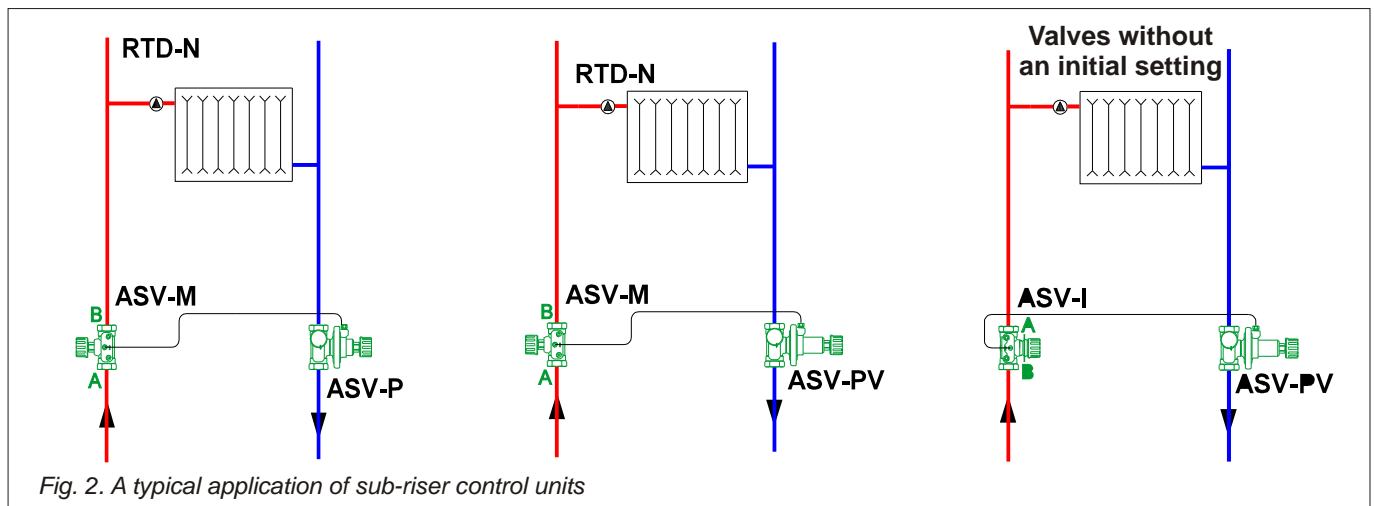 RTD-N
B
ASV-M
A
ASV-P
RTD-N
B
ASV-M
A
ASV-PV
Valves without
an initial setting
ASV-I
A
B
ASV-PV
Fig. 2. A typical application of sub-riser control units